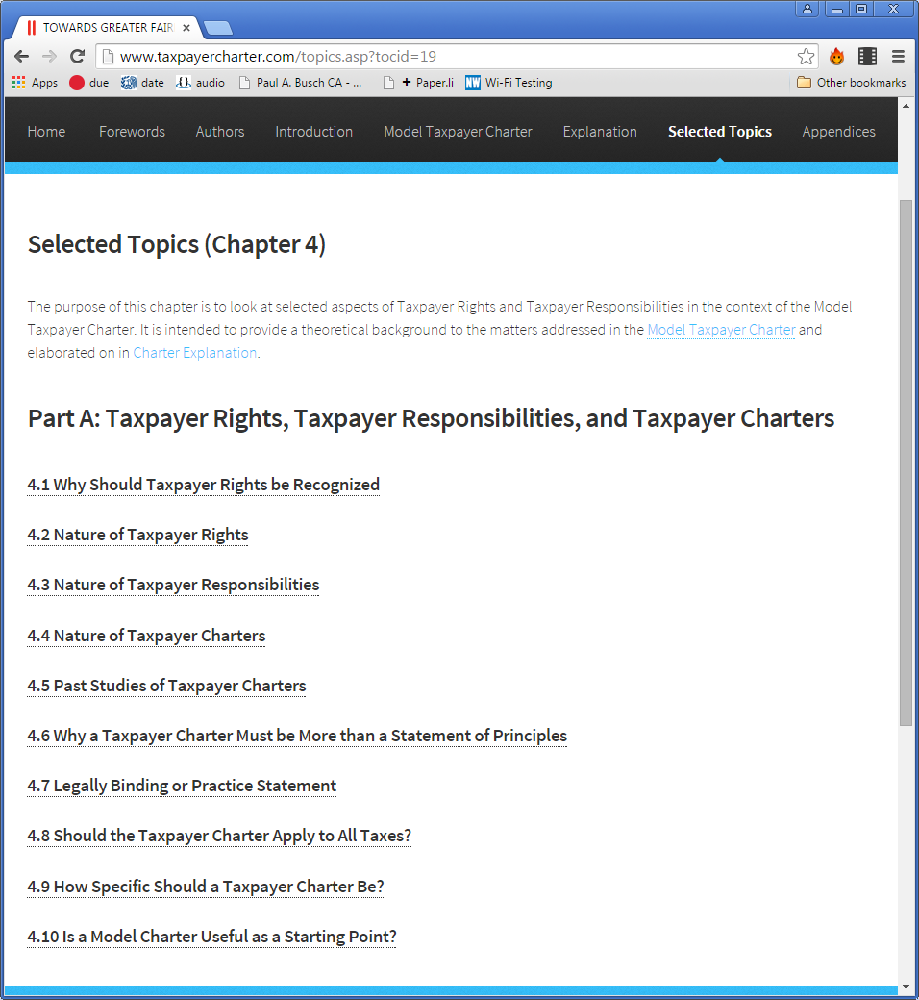 TOWARDS GREATER FAIR
www.taxpayercharter.com/topics.asp?tocid=19
Apps due date audio Paul A. Busch CA - ... + Paper.li NW Wi-Fi Testing Other bookmarks
Home Forewords Authors Introduction Model Taxpayer Charter Explanation Selected Topics Appendices
Selected Topics (Chapter 4)
The purpose of this chapter is to look at selected aspects of Taxpayer Rights and Taxpayer Responsibilities in the context of the Model
Taxpayer Charter. It is intended to provide a theoretical background to the matters addressed in the Model Taxpayer Charter and
elaborated on in Charter Explanation.
Part A: Taxpayer Rights, Taxpayer Responsibilities, and Taxpayer Charters
4.1 Why Should Taxpayer Rights be Recognized
4.2 Nature of Taxpayer Rights
4.3 Nature of Taxpayer Responsibilities
4.4 Nature of Taxpayer Charters
4.5 Past Studies of Taxpayer Charters
4.6 Why a Taxpayer Charter Must be More than a Statement of Principles
4.7 Legally Binding or Practice Statement
4.8 Should the Taxpayer Charter Apply to All Taxes?
4.9 How Specific Should a Taxpayer Charter Be?
4.10 Is a Model Charter Useful as a Starting Point?